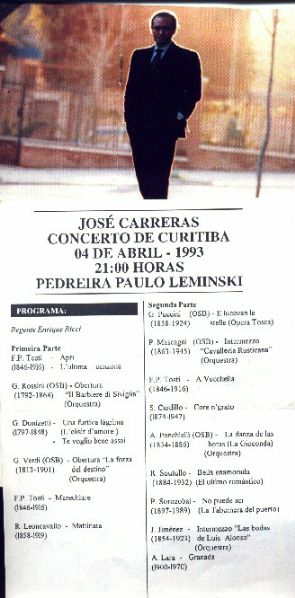 JOSÉ CARRERAS
CONCERTO DE CURITIBA
04 DE ABRIL - 1993
21:00 HORAS
PEDREIRA PAULO LEMINSKI
PROGRAMA:
Regente Enrique Ricci
Primeira Parte
F.P. Tosti - April
(1846-1916) - L'ultima canzone
G. Rossini (OSB) - Obertura
(1792-1868) "Il Barbiere di Siviglia"
(Orquestra)
G. Donizetti - Una furtiva lágrima
(1797-1848) (L'elisir d'amore)
- Te voglio bene assai
G. Verdi (OSB) - Obertura "La forza
(1813-1901) del destino"
(Orquestra)
F.P. Tosti - Marechiare
(1846-1916)
R. Leoncavallo - Mattinata
(1858-1919)
Segunda Parte
G. Puccini (OSB) - E lucevan le
(1858-1924) stelle (Opera Tosca)
P. Mascagni (OSB) - Intermezzo
(1863-1945) "Cavalleria Rusticana"
(Orquestra)
F.P. Tosti - A Vucchella
(1846-1916)
S. Cardillo - Core n'grato
(1874-1947)
A. Ponchielli (OSB) - La danza de las
(1834-1886) horas (La Gioconda)
(Orquestra)
R. Soutullo - Bella enamorada
(1884-1932) (El ultimo romántico)
P. Sorozabal - No puede ser
(1897-1989) (La Tabernera del puerto)
J. Jiménez - Intermezzo "Las bodas
(1854-1923) de Luis Alonso"
(Orquestra)
A. Lara - Granada
(1900-1970)